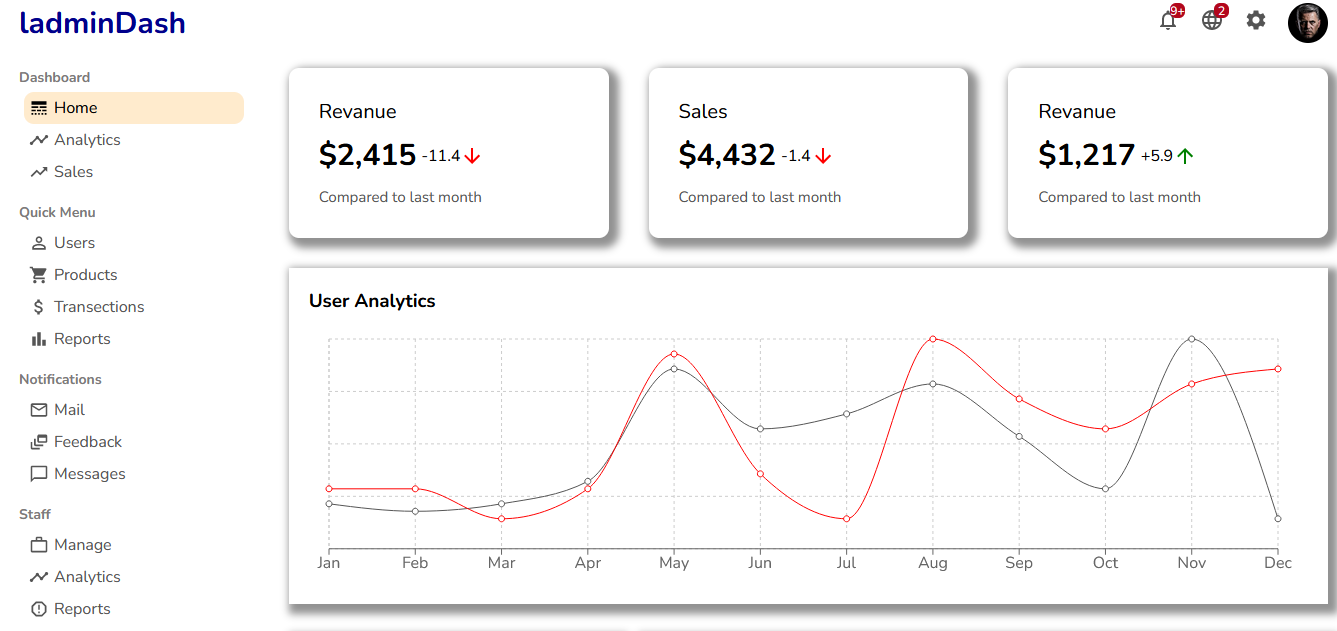 ladminDash
9+
2
Dashboard
Home
Analytics
Sales
Quick Menu
Users
Products
Transections
Reports
Notifications
Mail
Feedback
Messages
Staff
Manage
Analytics
Reports
Revanue
$2,415 -11.4
Compared to last month
Sales
$4,432 -1.4
Compared to last month
Revanue
$1,217 +5.9
Compared to last month
User Analytics
Jan Feb Mar Apr May Jun Jul Aug Sep Oct Nov Dec